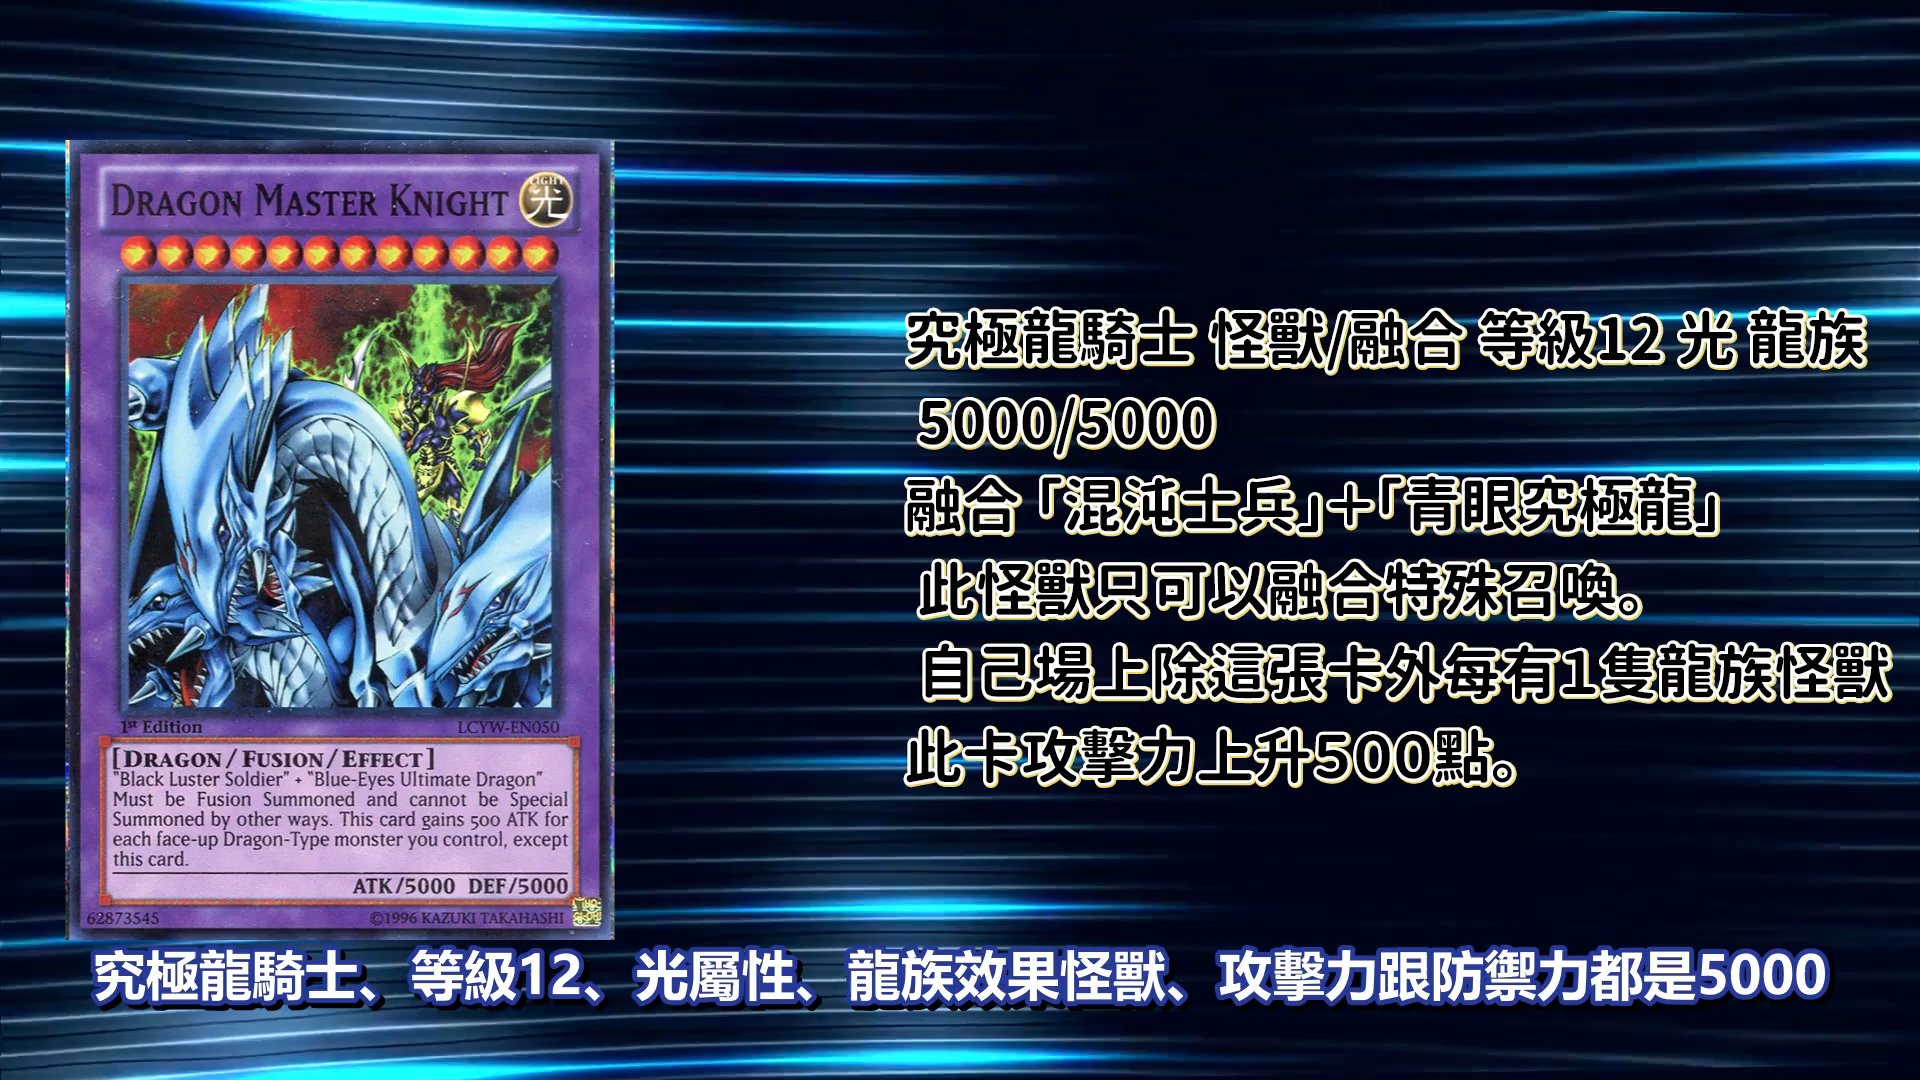 DRAGON MASTER KNIGHT
LIGHT
光
1st Edition
LCYW-EN050
[DRAGON/FUSION/EFFECT]
"Black Luster Soldier" + "Blue-Eyes Ultimate Dragon"
Must be Fusion Summoned and cannot be Special
Summoned by other ways. This card gains 500 ATK for
each face-up Dragon-Type monster you control, except
this card.
ATK/5000 DEF/5000
62873545
©1996 KAZUKI TAKAHASHI
究極龍騎士 怪獸/融合 等級12 光 龍族
5000/5000
融合「混沌士兵」+「青眼究極龍」
此怪獸只可以融合特殊召喚。
自己場上除這張卡外每有1隻龍族怪獸
此卡攻擊力上升500點。
究極龍騎士、等級12、光屬性、龍族效果怪獸、攻擊力跟防禦力都是5000